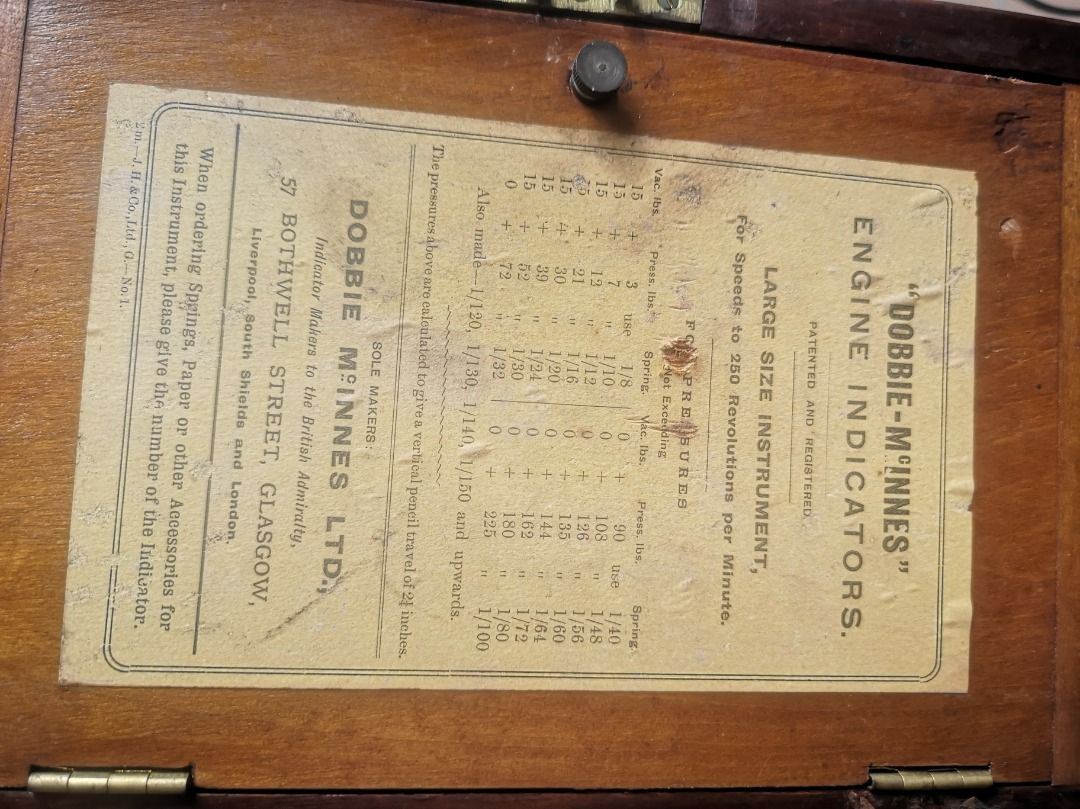 "DOBBIE-McINNES"
ENGINE INDICATORS.
PATENTED AND REGISTERED.
LARGE SIZE INSTRUMENT,
For Speeds to 250 Revolutions per Minute.
PRESSURES
Not Exceeding
Vac. lbs. Press. lbs. Spring. Vac. lbs. Press. lbs. Spring.
15 + 3 use 1/8 0 + 90 use 1/40
15 + 7 " 1/10 0 + 108 " 1/48
15 + 12 " 1/12 0 + 126 " 1/56
15 + 21 " 1/16 0 + 135 " 1/60
15 + 30 " 1/20 0 + 144 " 1/64
15 + 39 " 1/24 0 + 162 " 1/72
15 + 52 " 1/30 0 + 180 " 1/80
0 + 72 " 1/32 0 + 225 " 1/100
Also made—1/120, 1/130, 1/140, 1/150 and upwards.
The pressures above are calculated to give a vertical pencil travel of inches.
SOLE MAKERS:
DOBBIE McINNES LTD.,
Indicator Makers to the British Admiralty,
57 BOTHWELL STREET, GLASGOW,
Liverpool, South Shields and London.
When ordering Springs, Paper or other Accessories for
this Instrument, please give the number of the Indicator.
2m.—J. H. & Co., Ltd., G.—No. 1.